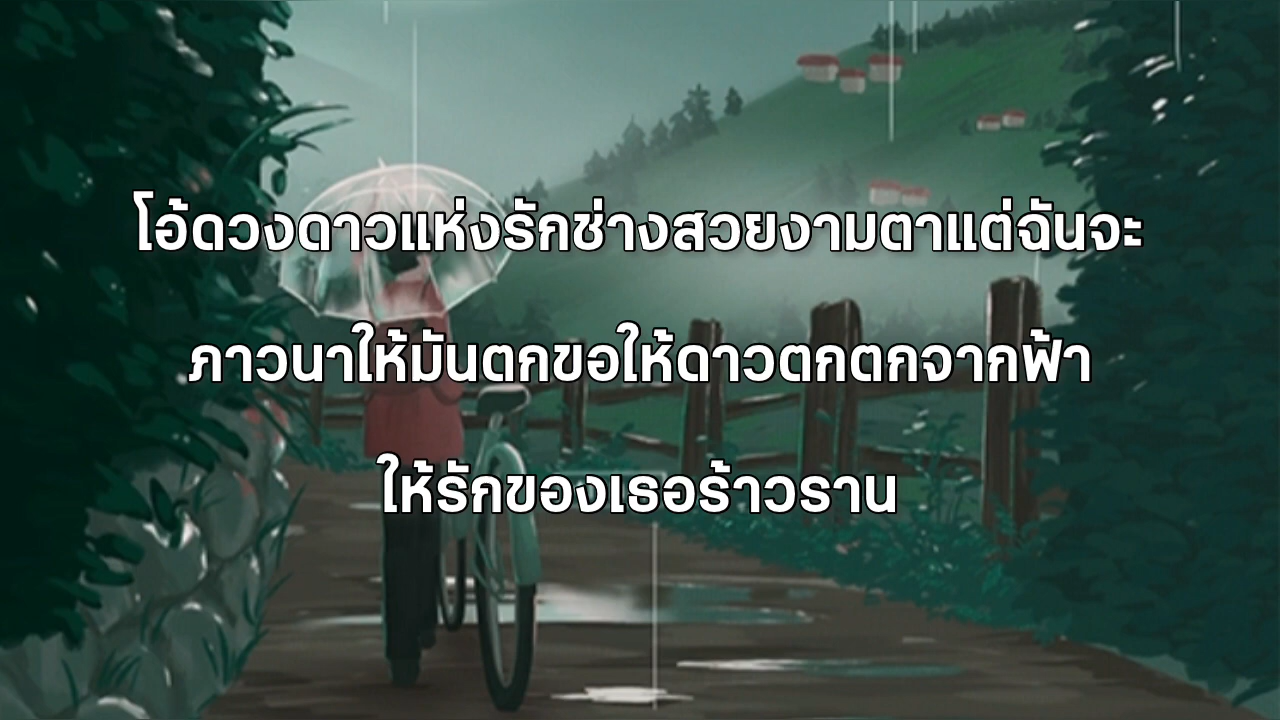 โอ้ดวงดาวแห่งรักช่างสวยงามตาแต่ฉันจะ
ภาวนาให้มันตกขอให้ดาวตกตกจากฟ้า
ให้รักของเธอร้าวราน